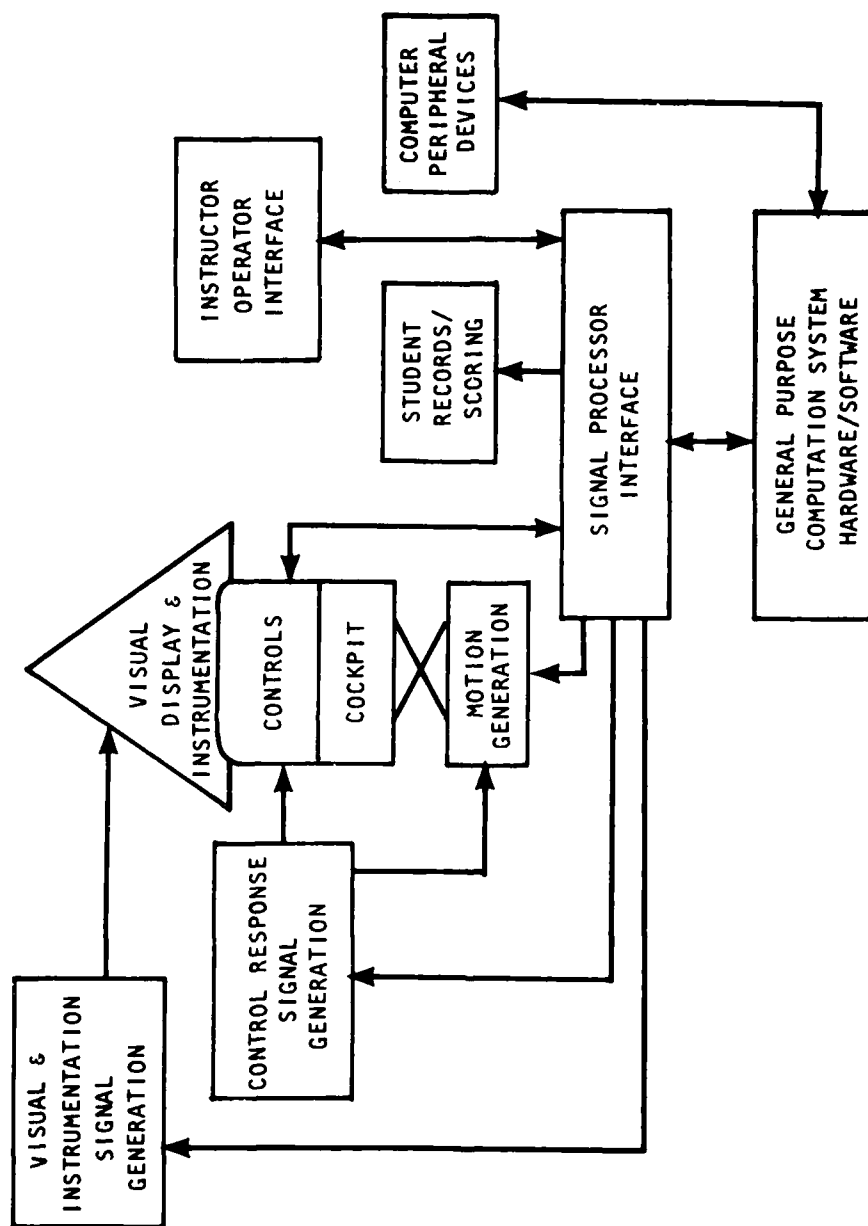 VISUAL &
INSTRUMENTATION
SIGNAL
GENERATION
VISUAL
DISPLAY &
INSTRUMENTATION
CONTROL RESPONSE
SIGNAL
GENERATION
CONTROLS
COCKPIT
MOTION
GENERATION
INSTRUCTOR
OPERATOR
INTERFACE
STUDENT
RECORDS/
SCORING
COMPUTER
PERIPHERAL
DEVICES
SIGNAL PROCESSOR
INTERFACE
GENERAL PURPOSE
COMPUTATION SYSTEM
HARDWARE/SOFTWARE